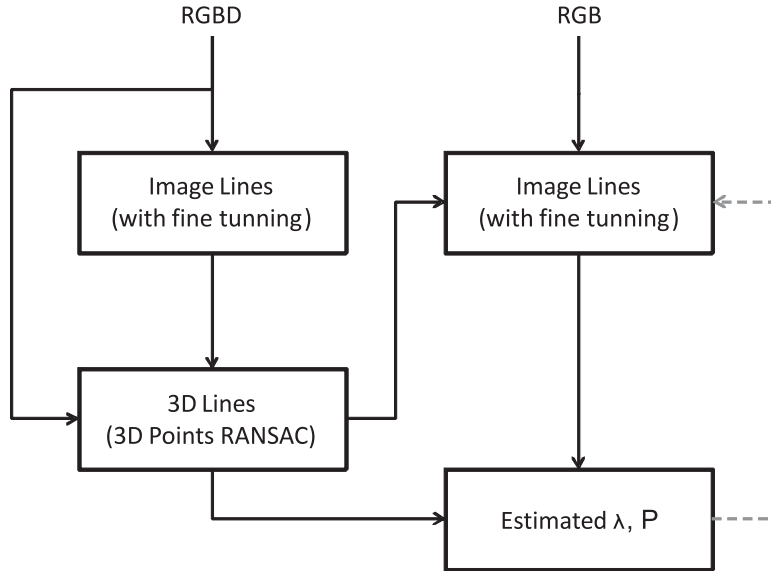 RGBD
RGB
Image Lines
(with fine tunning)
Image Lines
(with fine tunning)
3D Lines
(3D Points RANSAC)
Estimated λ, P